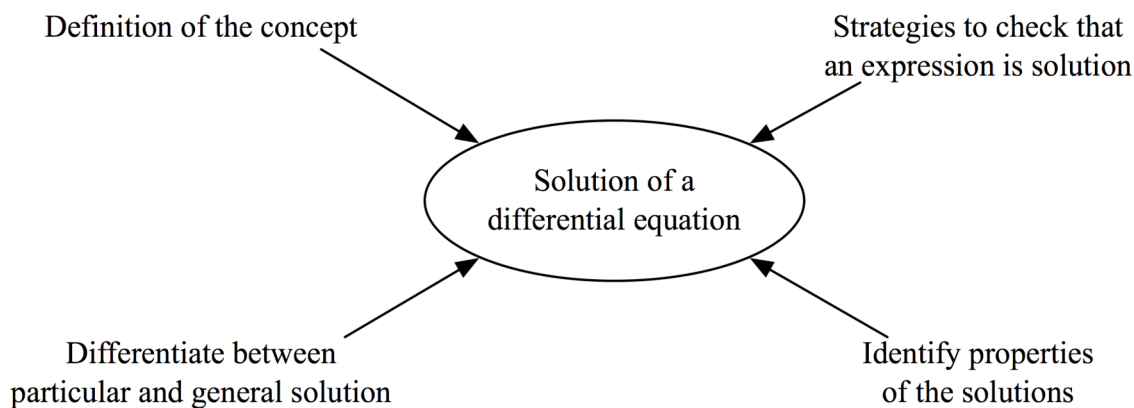 Definition of the concept
Strategies to check that
an expression is solution
Solution of a
differential equation
Differentiate between
particular and general solution
Identify properties
of the solutions